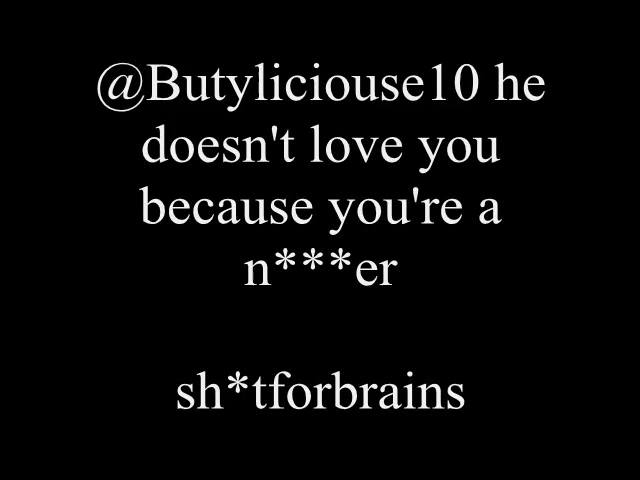 @Butyliciouse10 he
doesn't love you
because you're a
n***er
sh*tforbrains